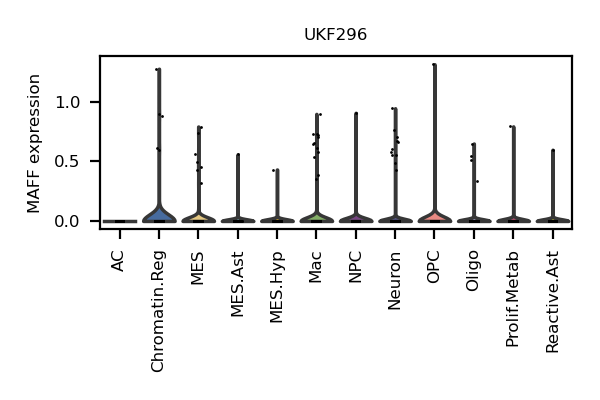 UKF296
MAFF expression
1.0
0.5
0.0
AC
Chromatin.Reg
MES
MES.Ast
MES.Hyp
Mac
NPC
Neuron
OPC
Oligo
Prolif.Metab
Reactive.Ast